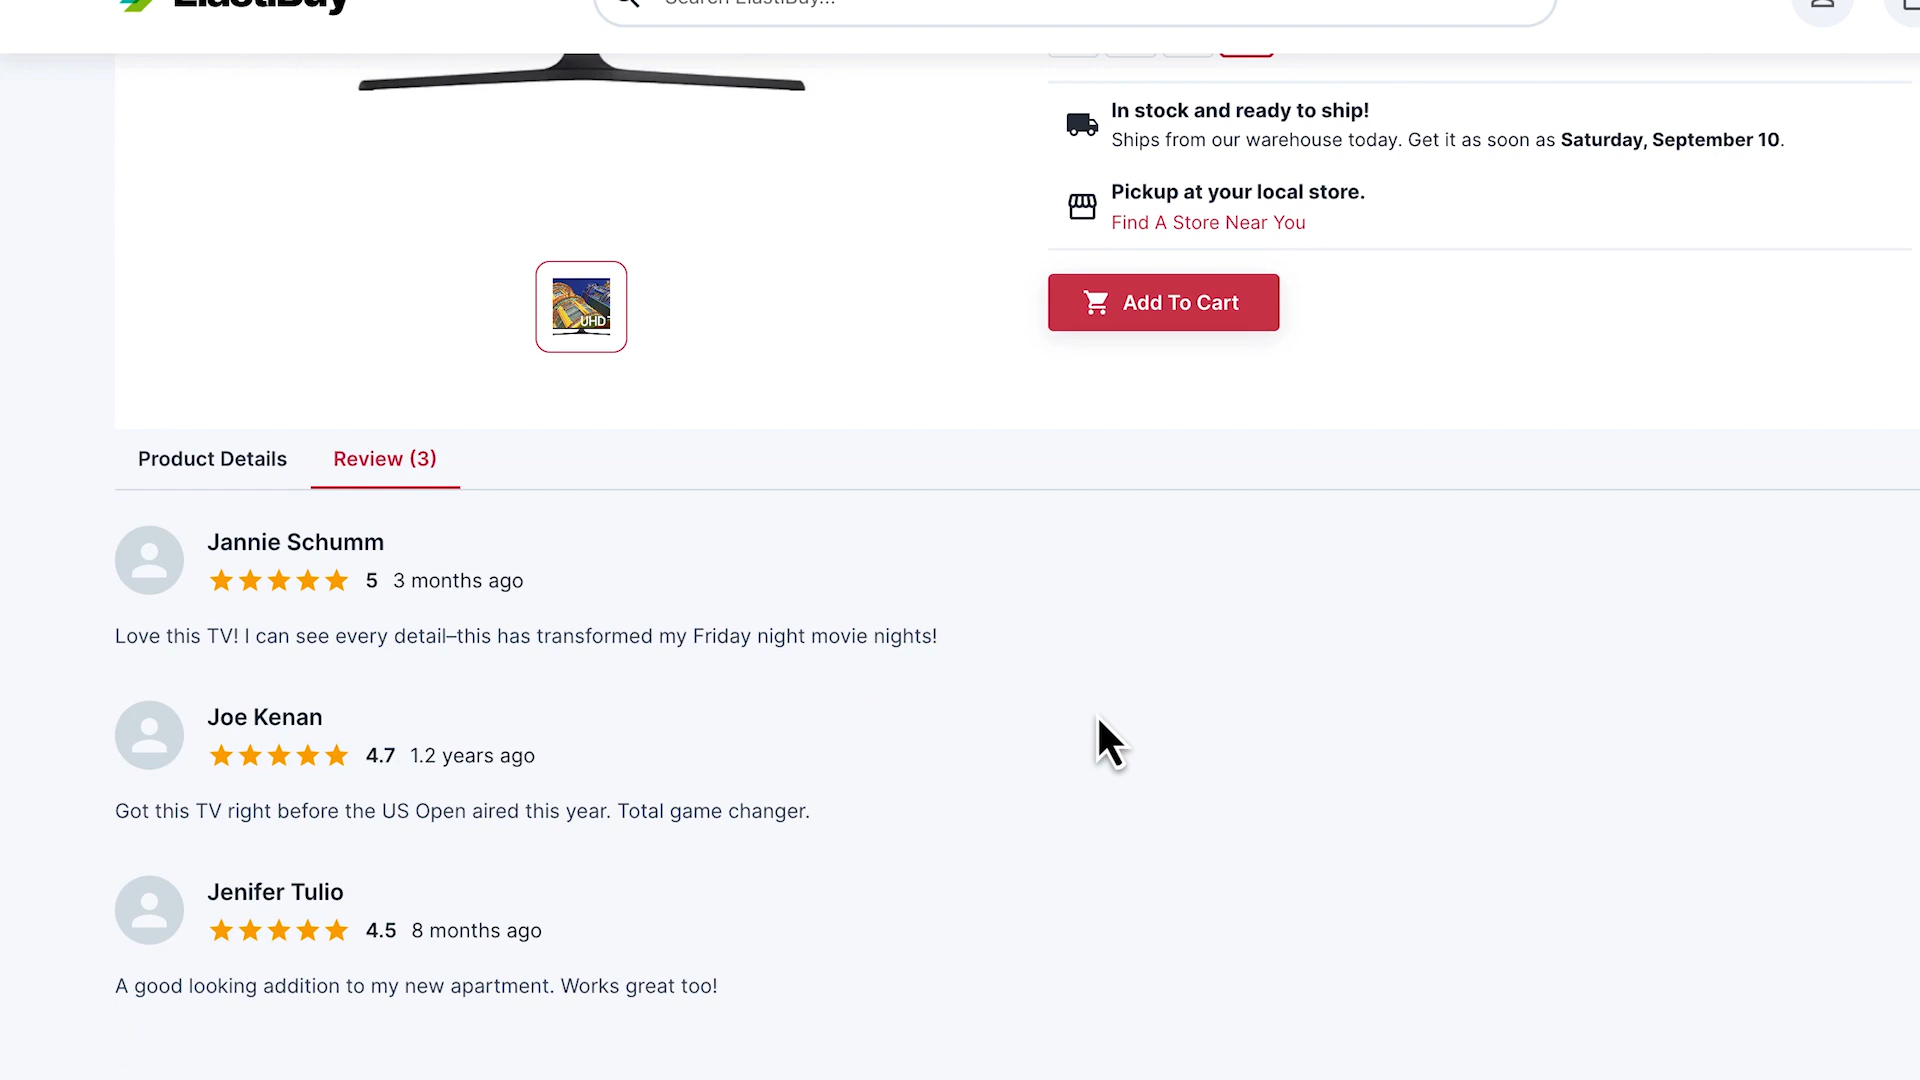 ElastiBuy
Search ElastiBuy...
In stock and ready to ship!
Ships from our warehouse today. Get it as soon as Saturday, September 10.
Pickup at your local store.
Find A Store Near You
UHD
Add To Cart
Product Details
Review (3)
Jannie Schumm
5 3 months ago
Love this TV! I can see every detail–this has transformed my Friday night movie nights!
Joe Kenan
4.7 1.2 years ago
Got this TV right before the US Open aired this year. Total game changer.
Jenifer Tulio
4.5 8 months ago
A good looking addition to my new apartment. Works great too!